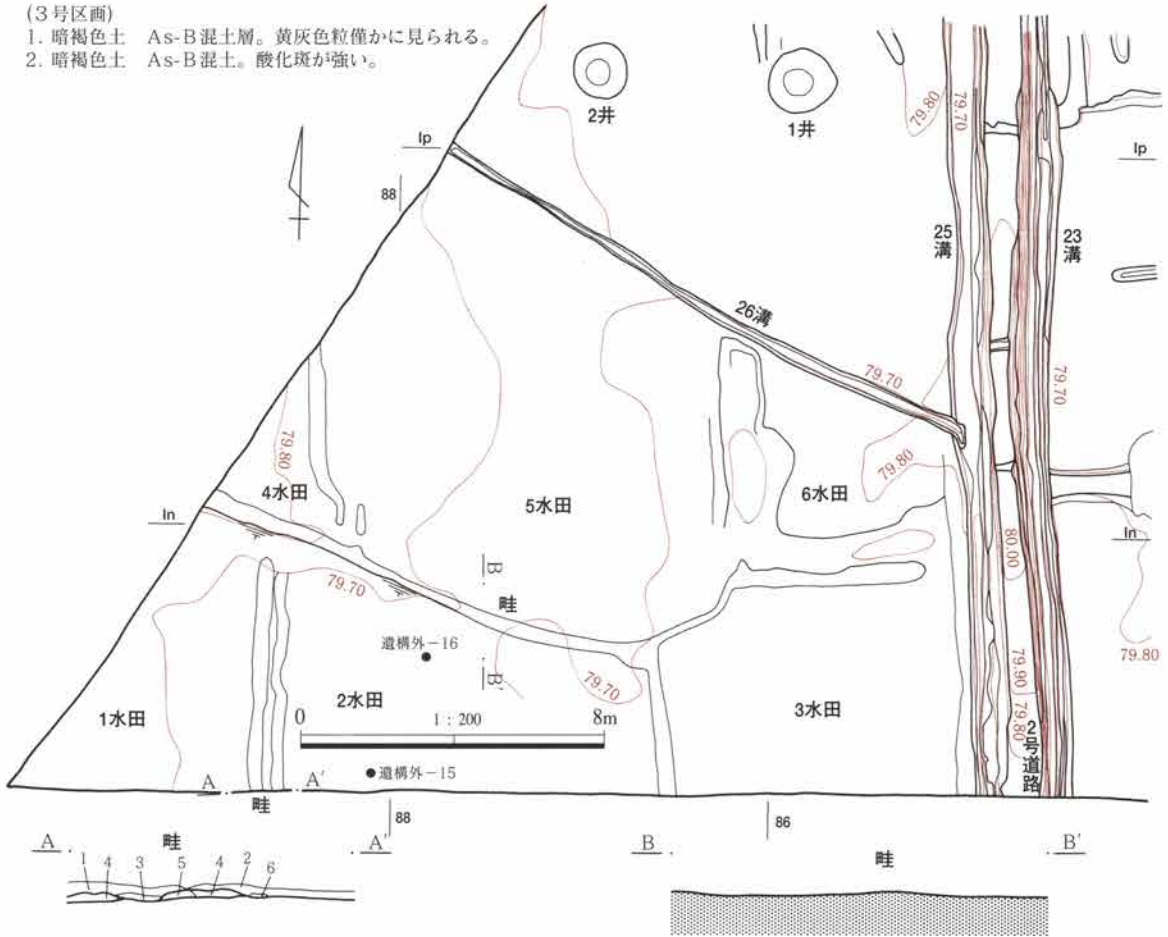 (3号区画)
1. 暗褐色土 As-B混土層。黄灰色粒僅かに見られる。
2. 暗褐色土 As-B混土。酸化斑が強い。
2井
1井
79.80
79.70
Ip
Ip
88
25溝
23溝
26溝
79.70
79.70
79.80
4水田
5水田
79.80
6水田
In
In
80.00
B
畦
79.70
遺構外-16
B'
79.70
79.90
79.80
79.80
1水田
2水田
3水田
2号道路
0 1:200 8m
遺構外-15
A A'
畦
88
86
A 畦 A'
B 畦 B'
1 4 3 5 4 2 6